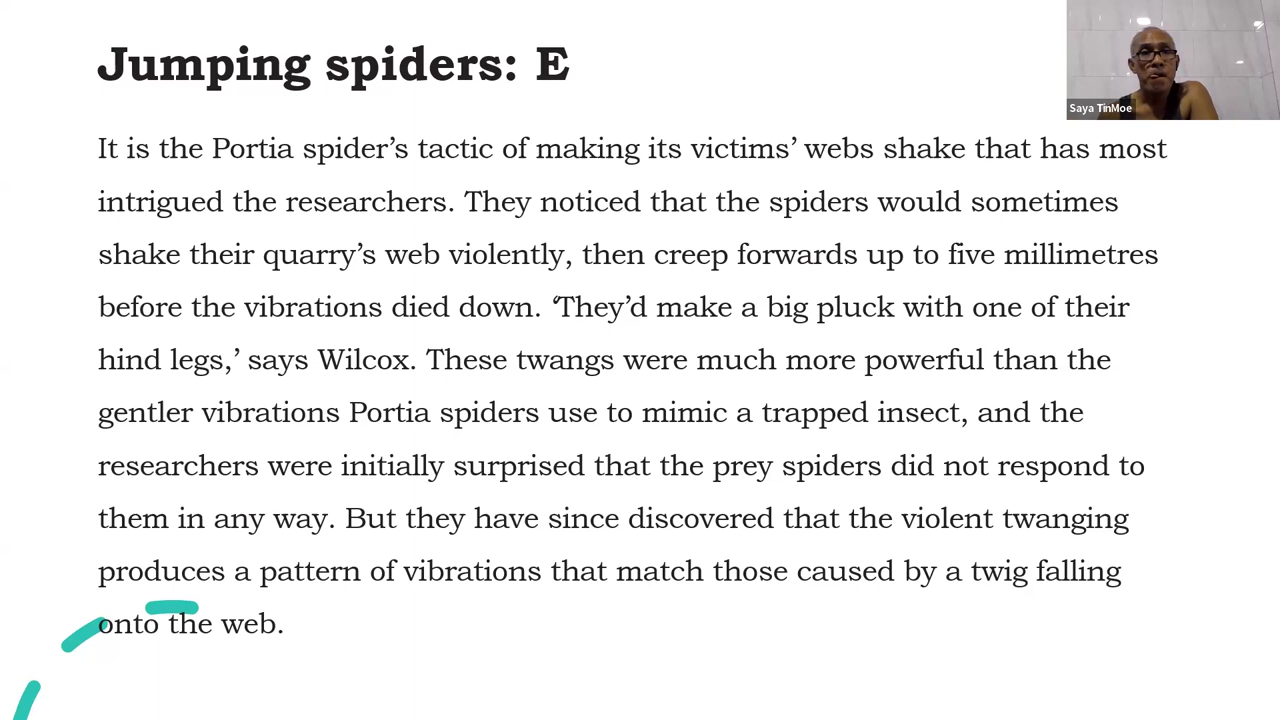 Jumping spiders: E
Saya TinMoe
It is the Portia spider’s tactic of making its victims’ webs shake that has most
intrigued the researchers. They noticed that the spiders would sometimes
shake their quarry’s web violently, then creep forwards up to five millimetres
before the vibrations died down. ‘They’d make a big pluck with one of their
hind legs,’ says Wilcox. These twangs were much more powerful than the
gentler vibrations Portia spiders use to mimic a trapped insect, and the
researchers were initially surprised that the prey spiders did not respond to
them in any way. But they have since discovered that the violent twanging
produces a pattern of vibrations that match those caused by a twig falling
onto the web.